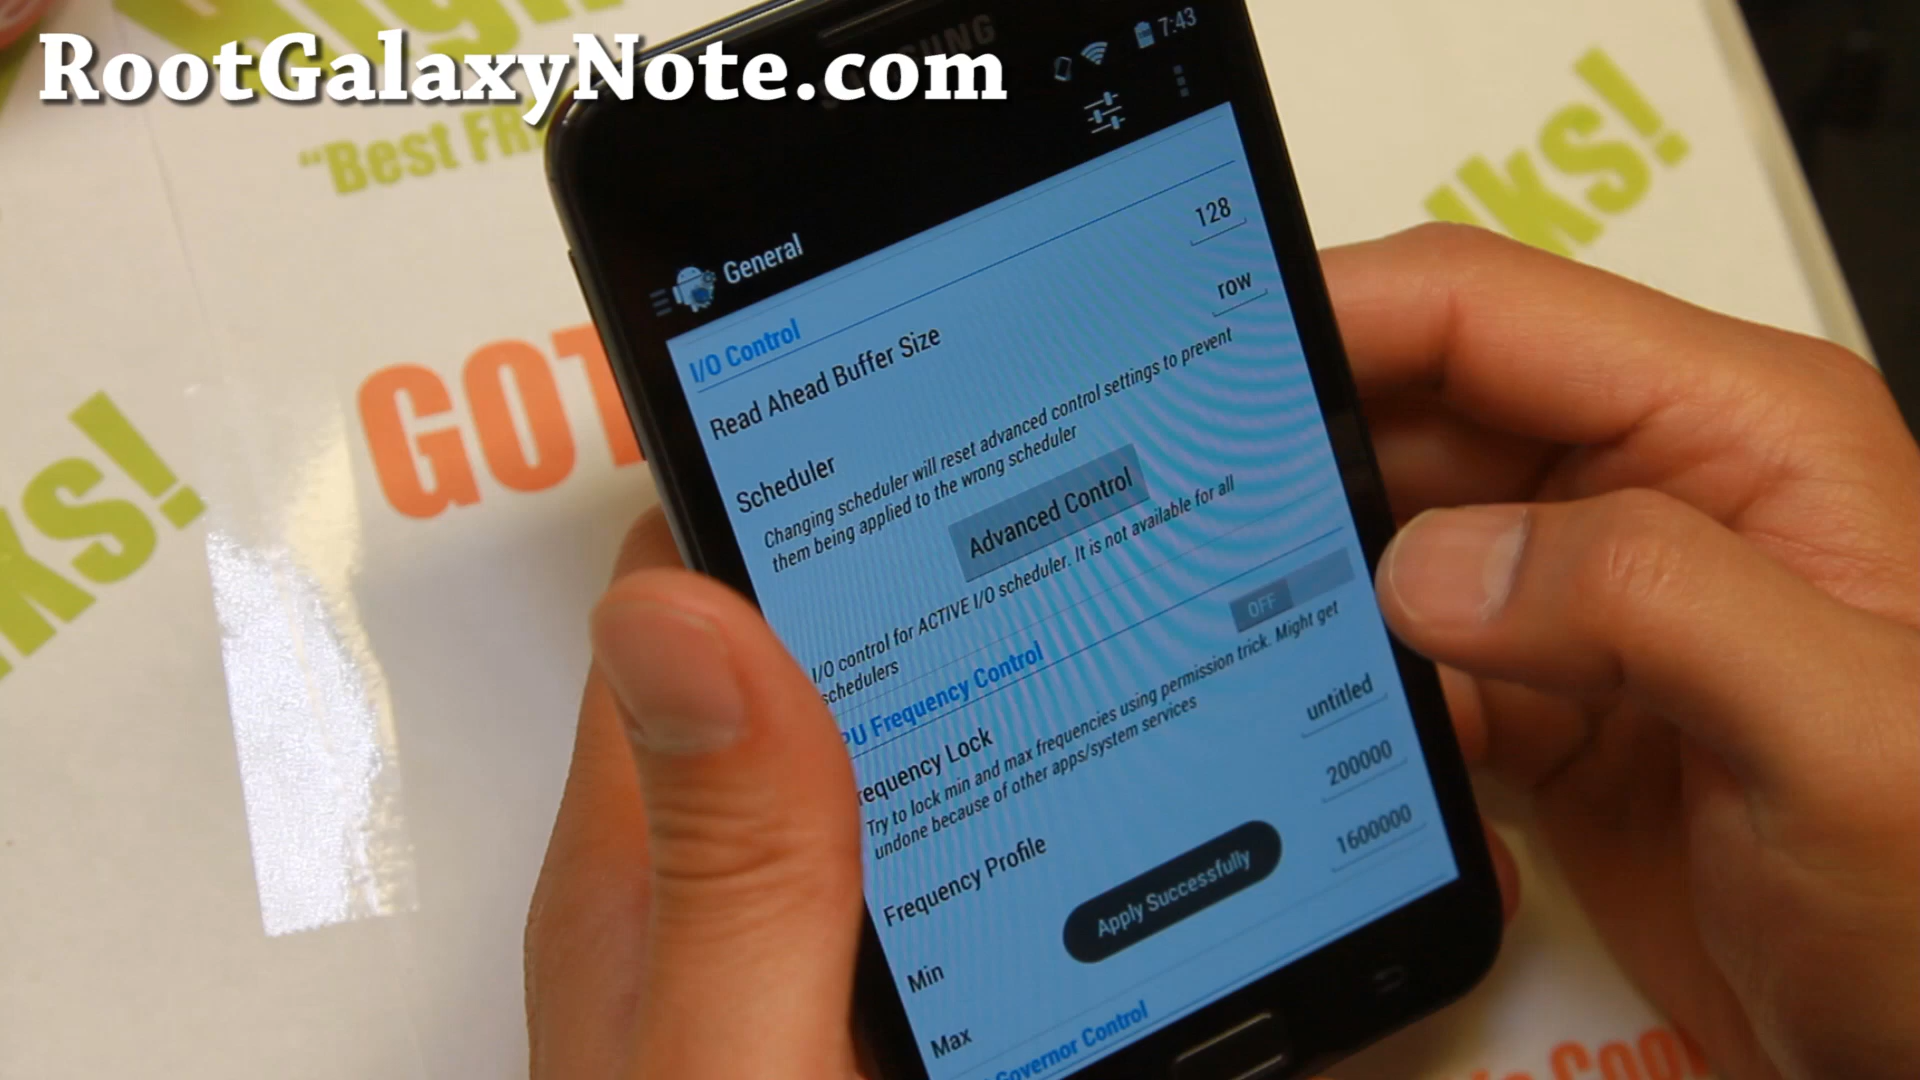 RootGalaxyNote.com
"Best FR
GOT
ks!
nks!
SAMSUNG
7:43
General
I/O Control
Read Ahead Buffer Size
128
Scheduler
row
Changing scheduler will reset advanced control settings to prevent
them being applied to the wrong scheduler
Advanced Control
I/O control for ACTIVE I/O scheduler. It is not available for all
schedulers
PU Frequency Control
requency Lock
OFF
Try to lock min and max frequencies using permission trick. Might get
undone because of other apps/system services
Frequency Profile
untitled
Min
200000
Max
1600000
Apply Successfully
Governor Control